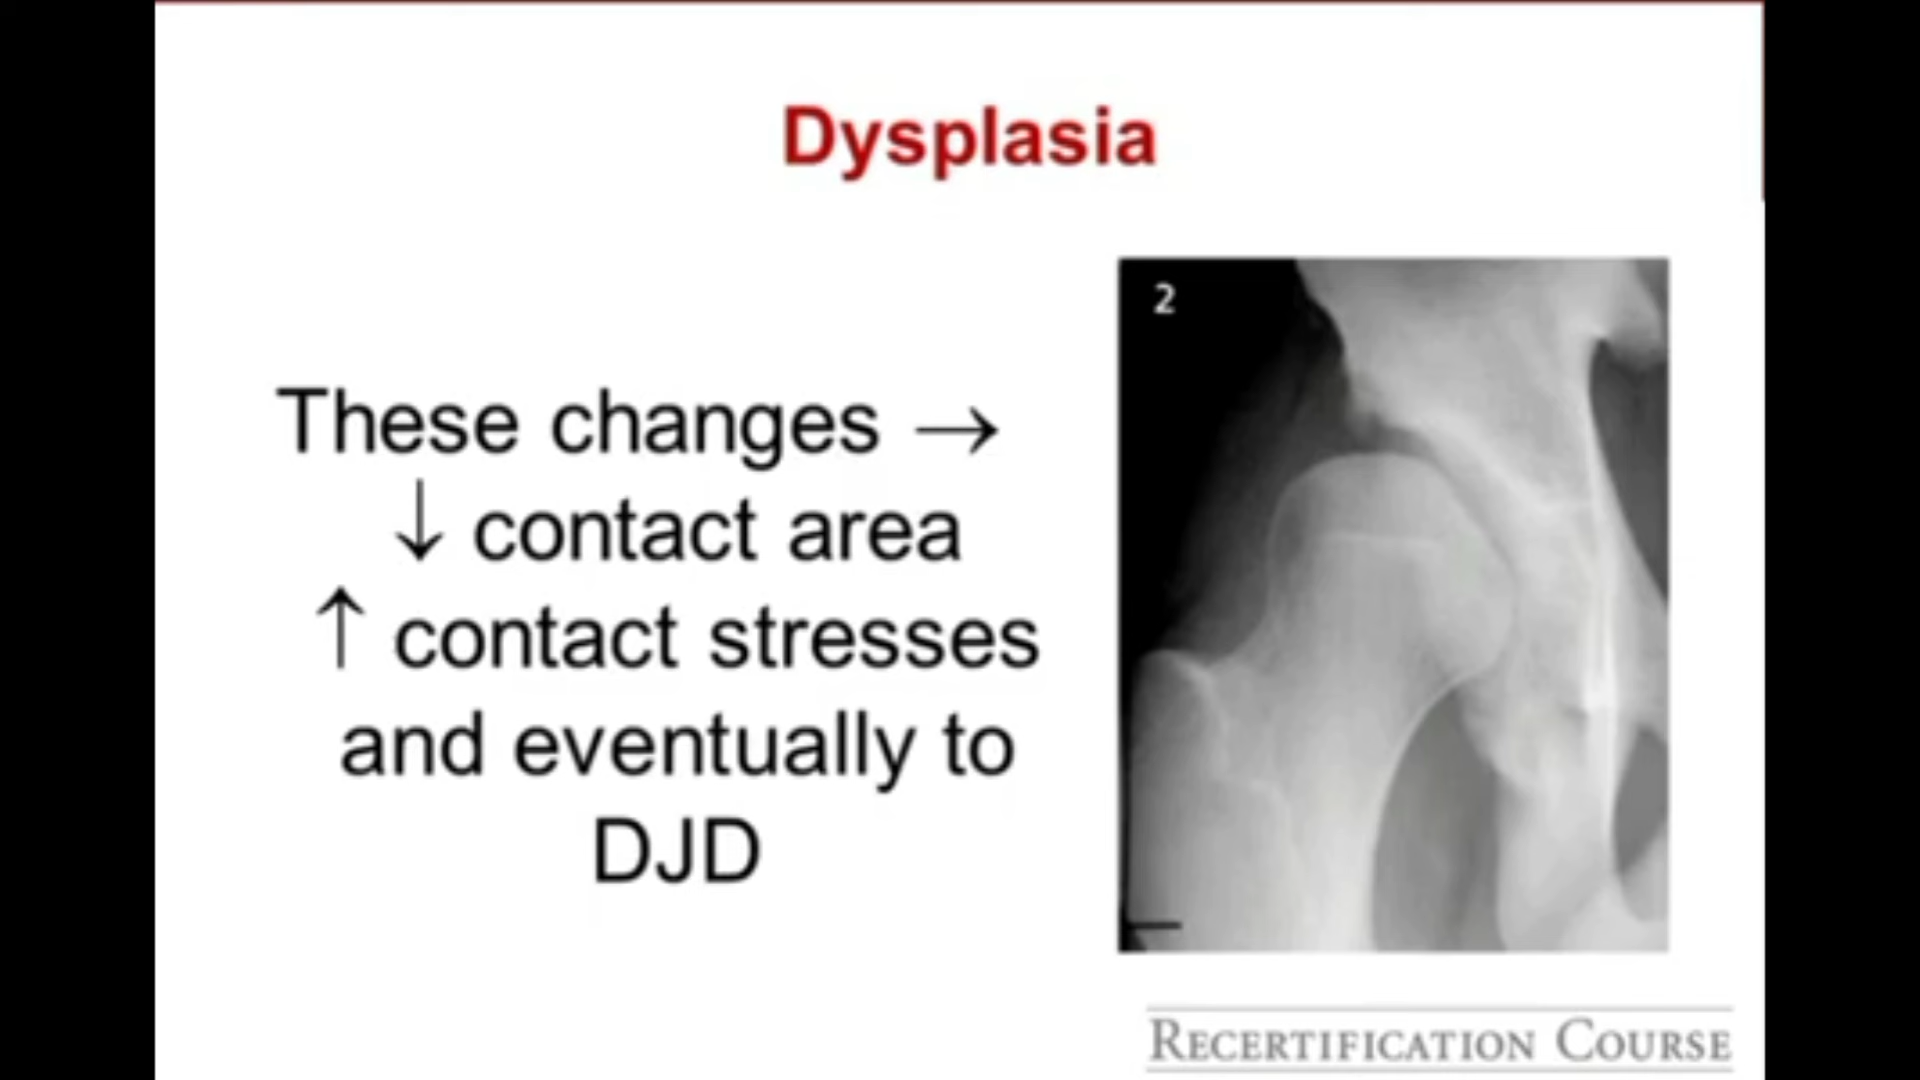 Dysplasia
2
These changes →
↓ contact area
↑ contact stresses
and eventually to
DJD
RECERTIFICATION COURSE